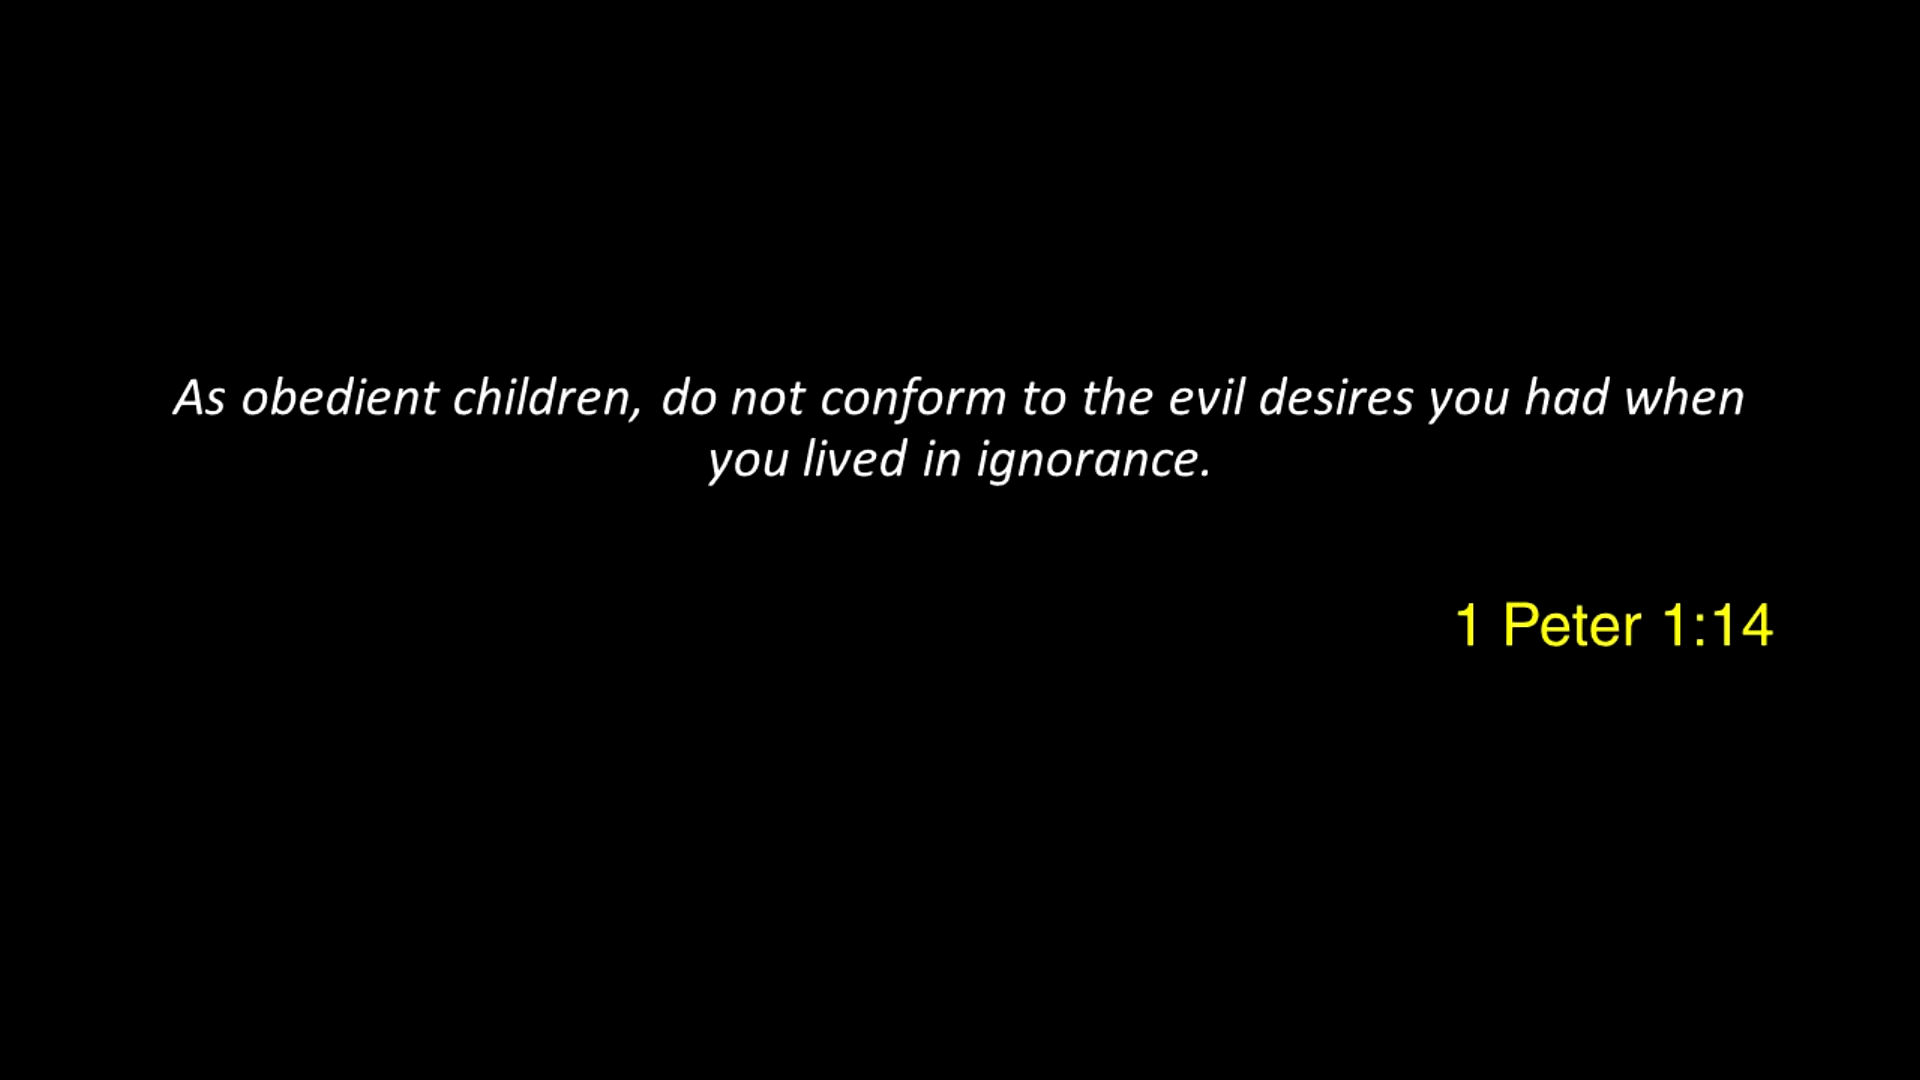 As obedient children, do not conform to the evil desires you had when
you lived in ignorance.
1 Peter 1:14